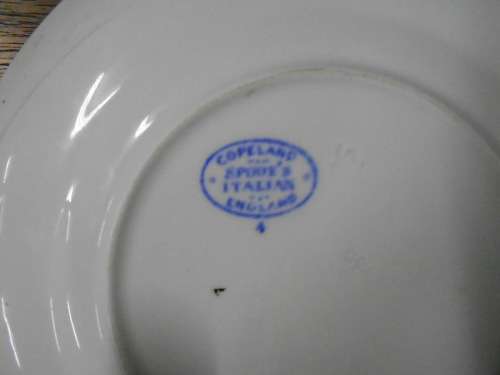 COPELAND
SPODE'S
ITALIAN
ENGLAND
4